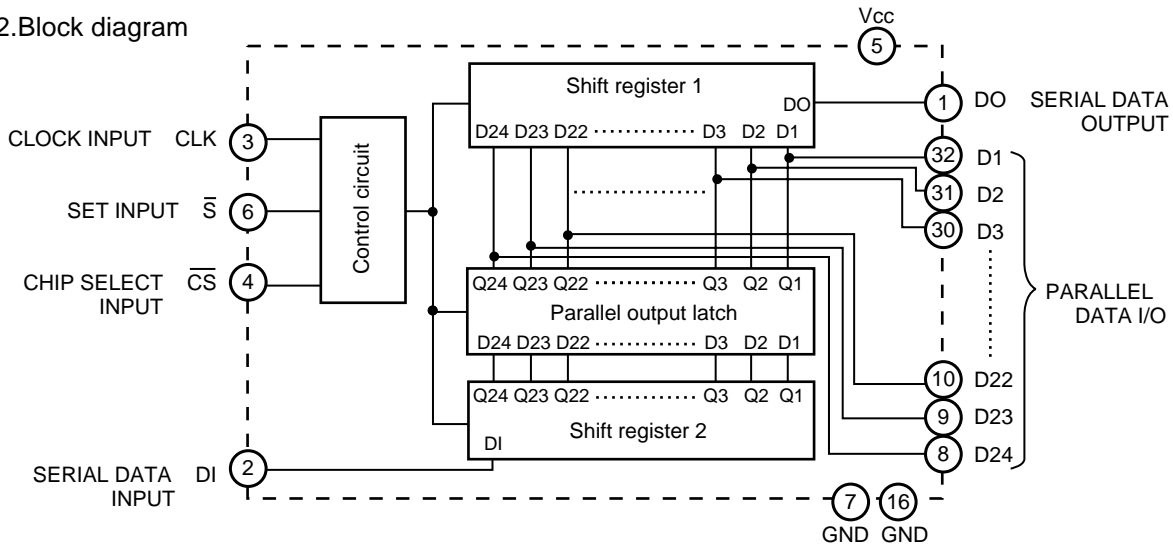 2.Block diagram
Vcc
5
Shift register 1
DO
D24 D23 D22 ················ D3 D2 D1
1 DO SERIAL DATA
OUTPUT
CLOCK INPUT CLK 3
SET INPUT S̅ 6
CHIP SELECT C̅S̅ 4
INPUT
Control circuit
························
32 D1
31 D2
30 D3
PARALLEL
DATA I/O
Q24 Q23 Q22 Q3 Q2 Q1
Parallel output latch
D24 D23 D22 ················ D3 D2 D1
Q24 Q23 Q22 ················ Q3 Q2 Q1
DI
Shift register 2
10 D22
9 D23
8 D24
SERIAL DATA DI 2
INPUT
7 16
GND GND